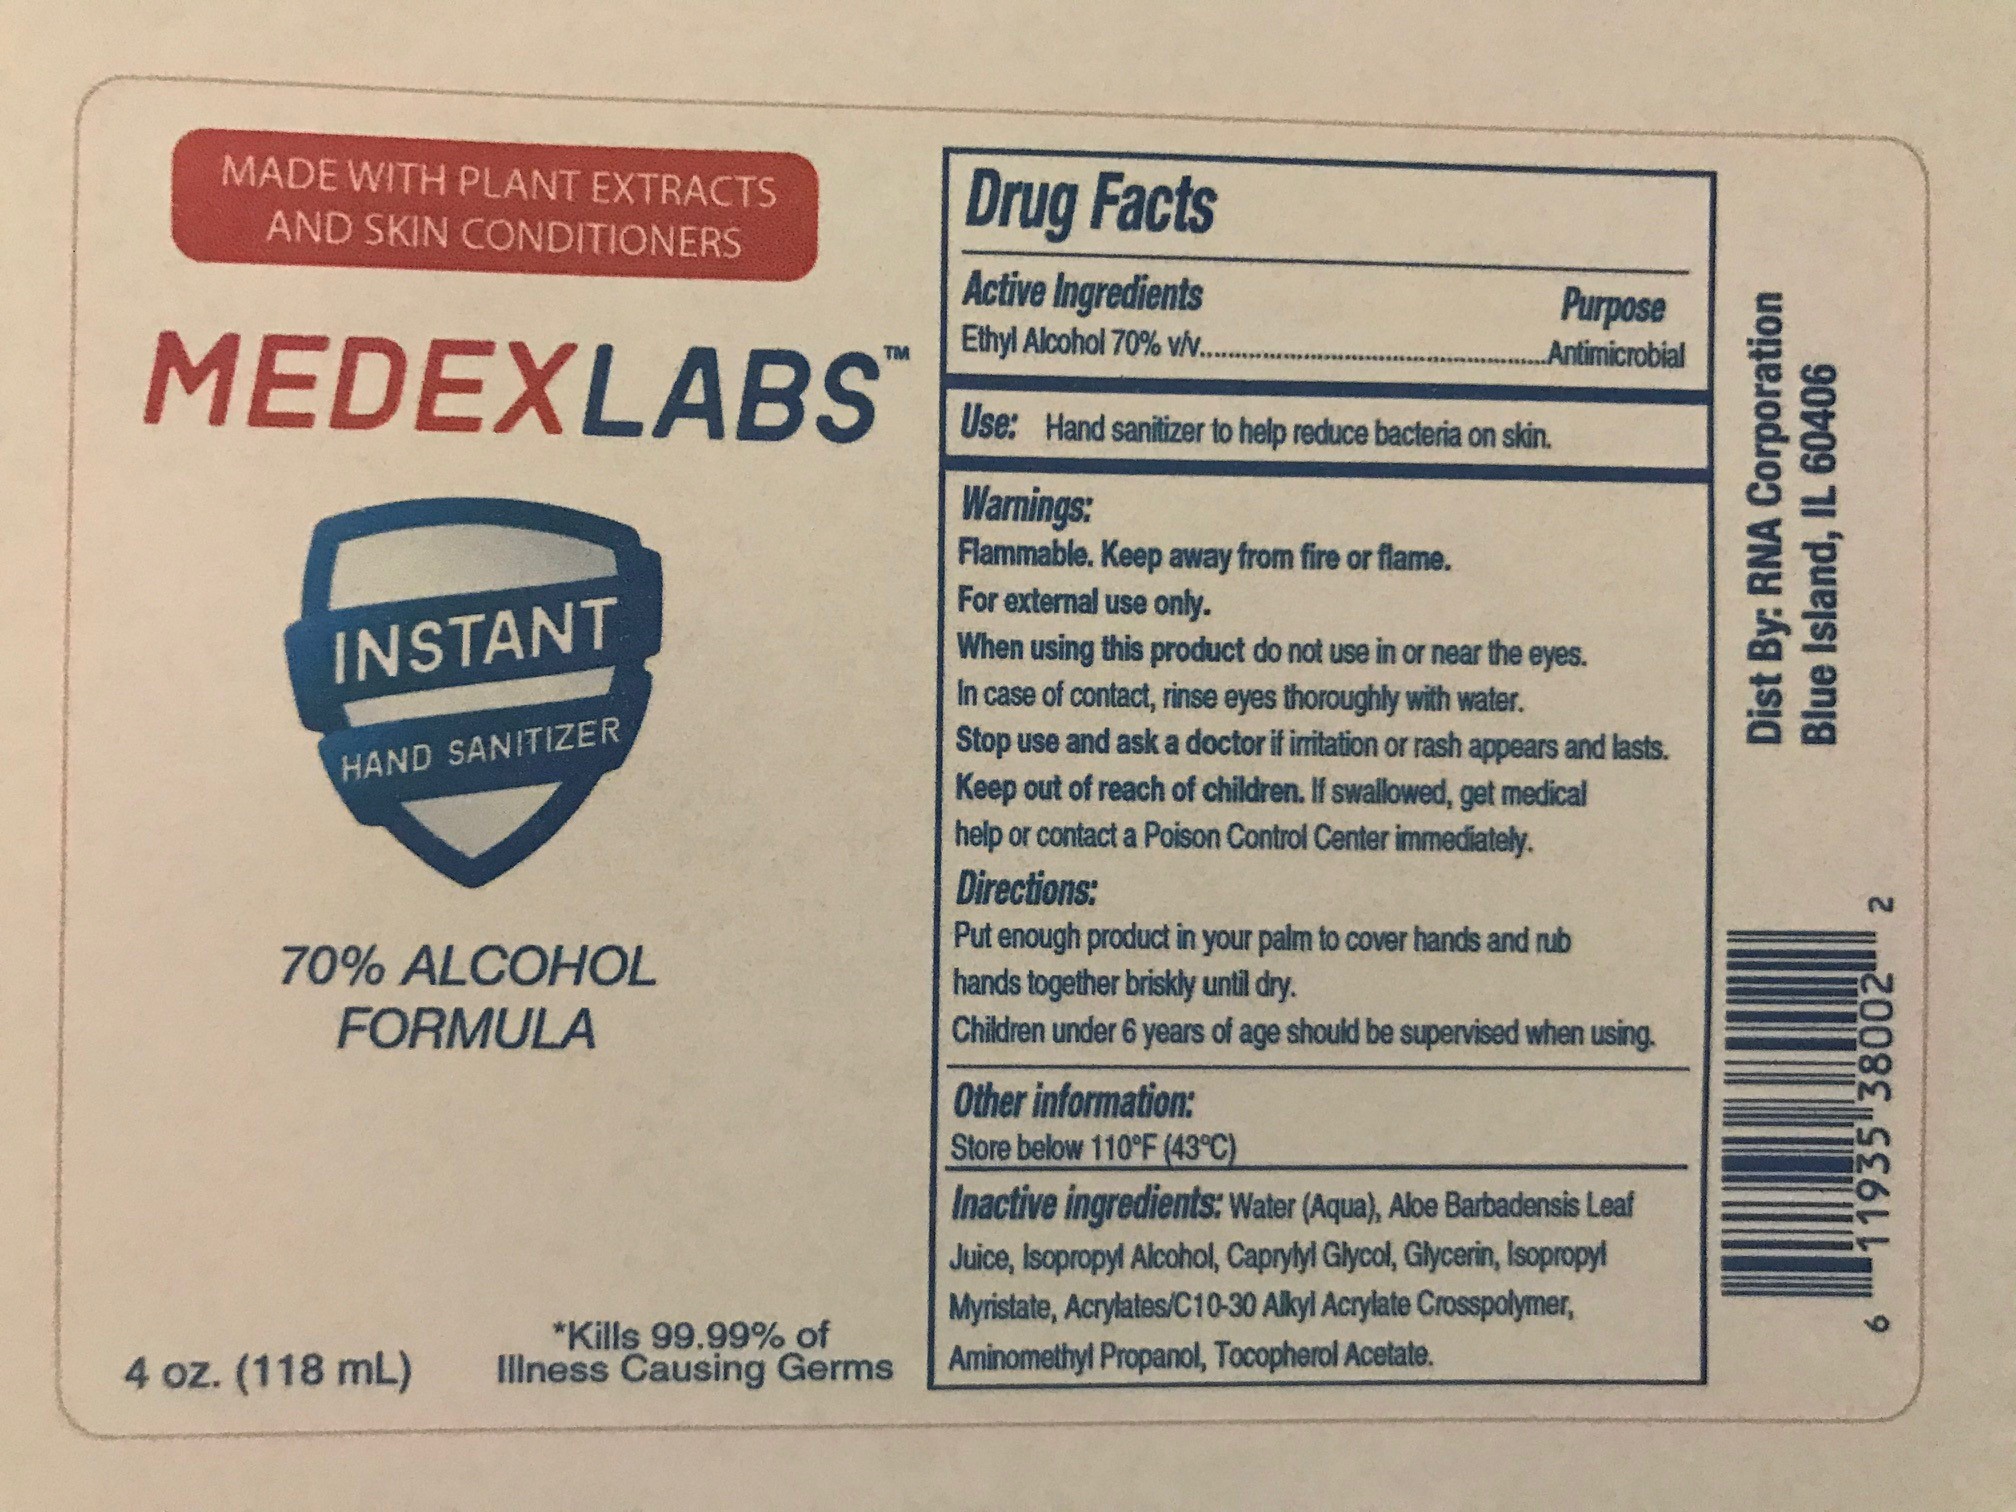 MADE WITH PLANT EXTRACTS
AND SKIN CONDITIONERS
MEDEXLABS™
INSTANT
HAND SANITIZER
70% ALCOHOL
FORMULA
4 oz. (118 mL)
*Kills 99.99% of
Illness Causing Germs
Drug Facts
Active Ingredients Purpose
Ethyl Alcohol 70% v/v..........................................................Antimicrobial
Use: Hand sanitizer to help reduce bacteria on skin.
Warnings:
Flammable. Keep away from fire or flame.
For external use only.
When using this product do not use in or near the eyes.
In case of contact, rinse eyes thoroughly with water.
Stop use and ask a doctor if irritation or rash appears and lasts.
Keep out of reach of children. If swallowed, get medical
help or contact a Poison Control Center immediately.
Directions:
Put enough product in your palm to cover hands and rub
hands together briskly until dry.
Children under 6 years of age should be supervised when using.
Other information:
Store below 110°F (43°C)
Inactive ingredients: Water (Aqua), Aloe Barbadensis Leaf
Juice, Isopropyl Alcohol, Caprylyl Glycol, Glycerin, Isopropyl
Myristate, Acrylates/C10-30 Alkyl Acrylate Crosspolymer,
Aminomethyl Propanol, Tocopherol Acetate.
Dist By: RNA Corporation
Blue Island, IL 60406
6 11935 38002 2